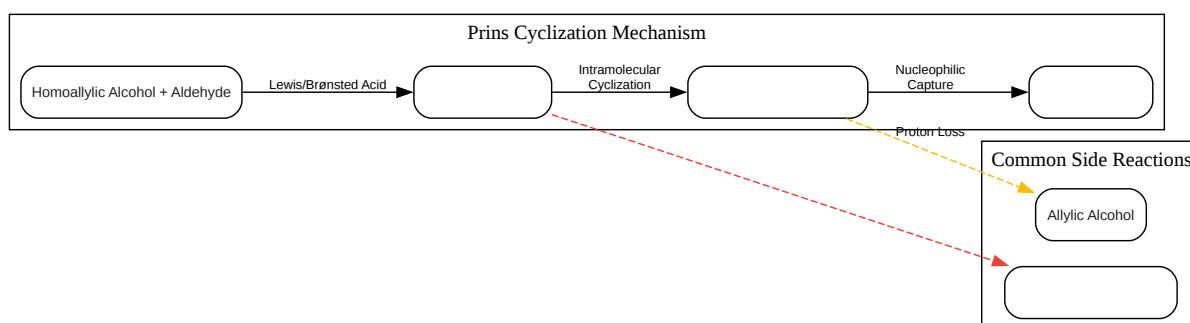 Prins Cyclization Mechanism
Homoallylic Alcohol + Aldehyde
Lewis/Brønsted Acid
Intramolecular
Cyclization
Nucleophilic
Capture
Proton Loss
Common Side Reactions
Allylic Alcohol